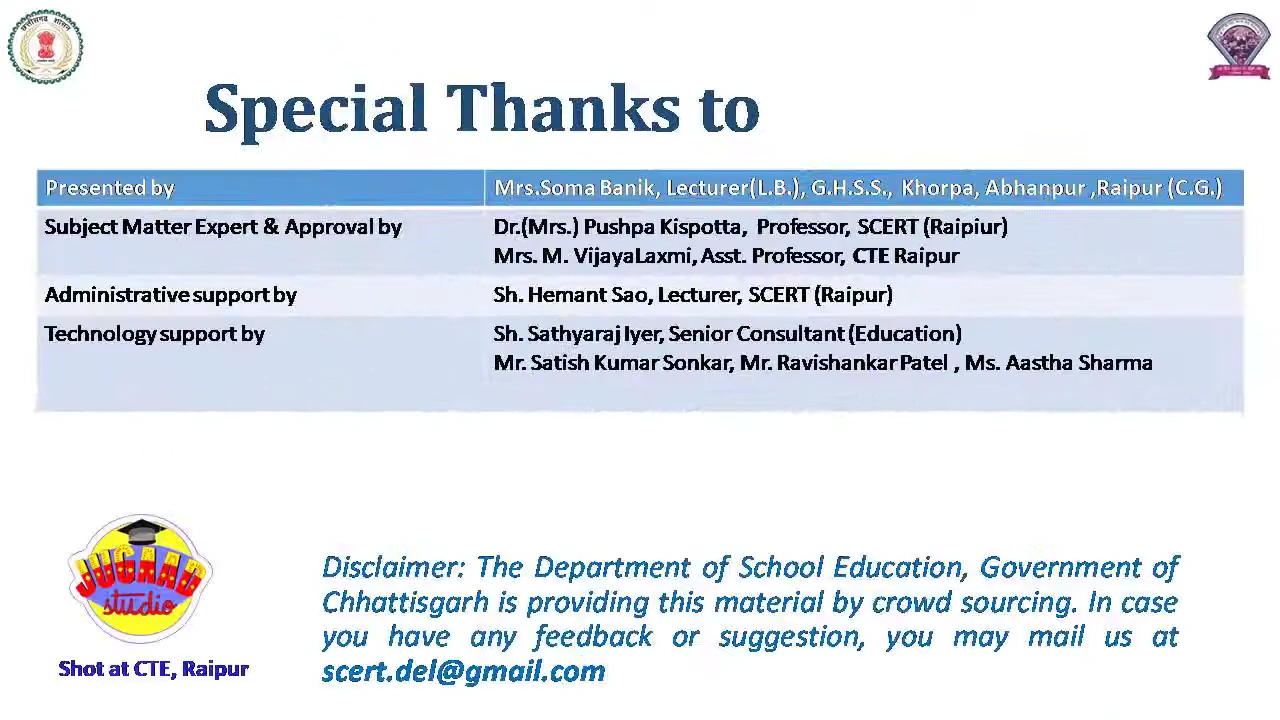 छत्तीसगढ़ शासन
Special Thanks to
Presented by Mrs.Soma Banik, Lecturer(L.B.), G.H.S.S., Khorpa, Abhanpur ,Raipur (C.G.)
Subject Matter Expert & Approval by Dr.(Mrs.) Pushpa Kispotta, Professor, SCERT (Raipiur)
Mrs. M. VijayaLaxmi, Asst. Professor, CTE Raipur
Administrative support by Sh. Hemant Sao, Lecturer, SCERT (Raipur)
Technology support by Sh. Sathyaraj Iyer, Senior Consultant (Education)
Mr. Satish Kumar Sonkar, Mr. Ravishankar Patel , Ms. Aastha Sharma
JUGAAD
studio
Shot at CTE, Raipur
Disclaimer: The Department of School Education, Government of
Chhattisgarh is providing this material by crowd sourcing. In case
you have any feedback or suggestion, you may mail us at
scert.del@gmail.com